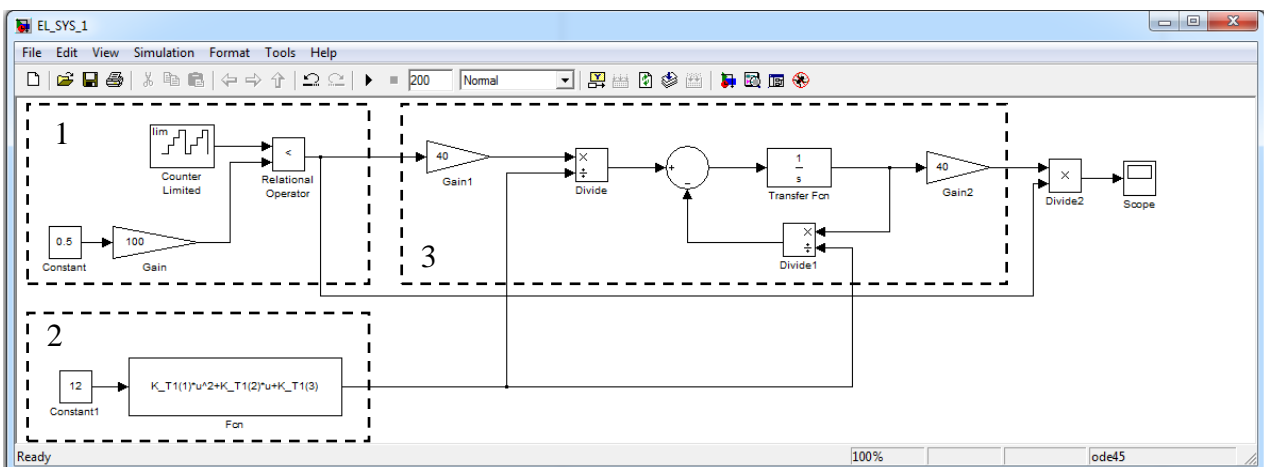 EL_SYS_1
File Edit View Simulation Format Tools Help
200 Normal
1
lim
Counter
Limited
<
Relational
Operator
0.5
Constant
100
Gain
2
12
Constant1
K_T1(1)*u^2+K_T1(2)*u+K_T1(3)
Fcn
3
40
Gain1
×
÷
Divide
+
−
1
s
Transfer Fcn
×
÷
Divide1
40
Gain2
×
Divide2
Scope
Ready 100% ode45